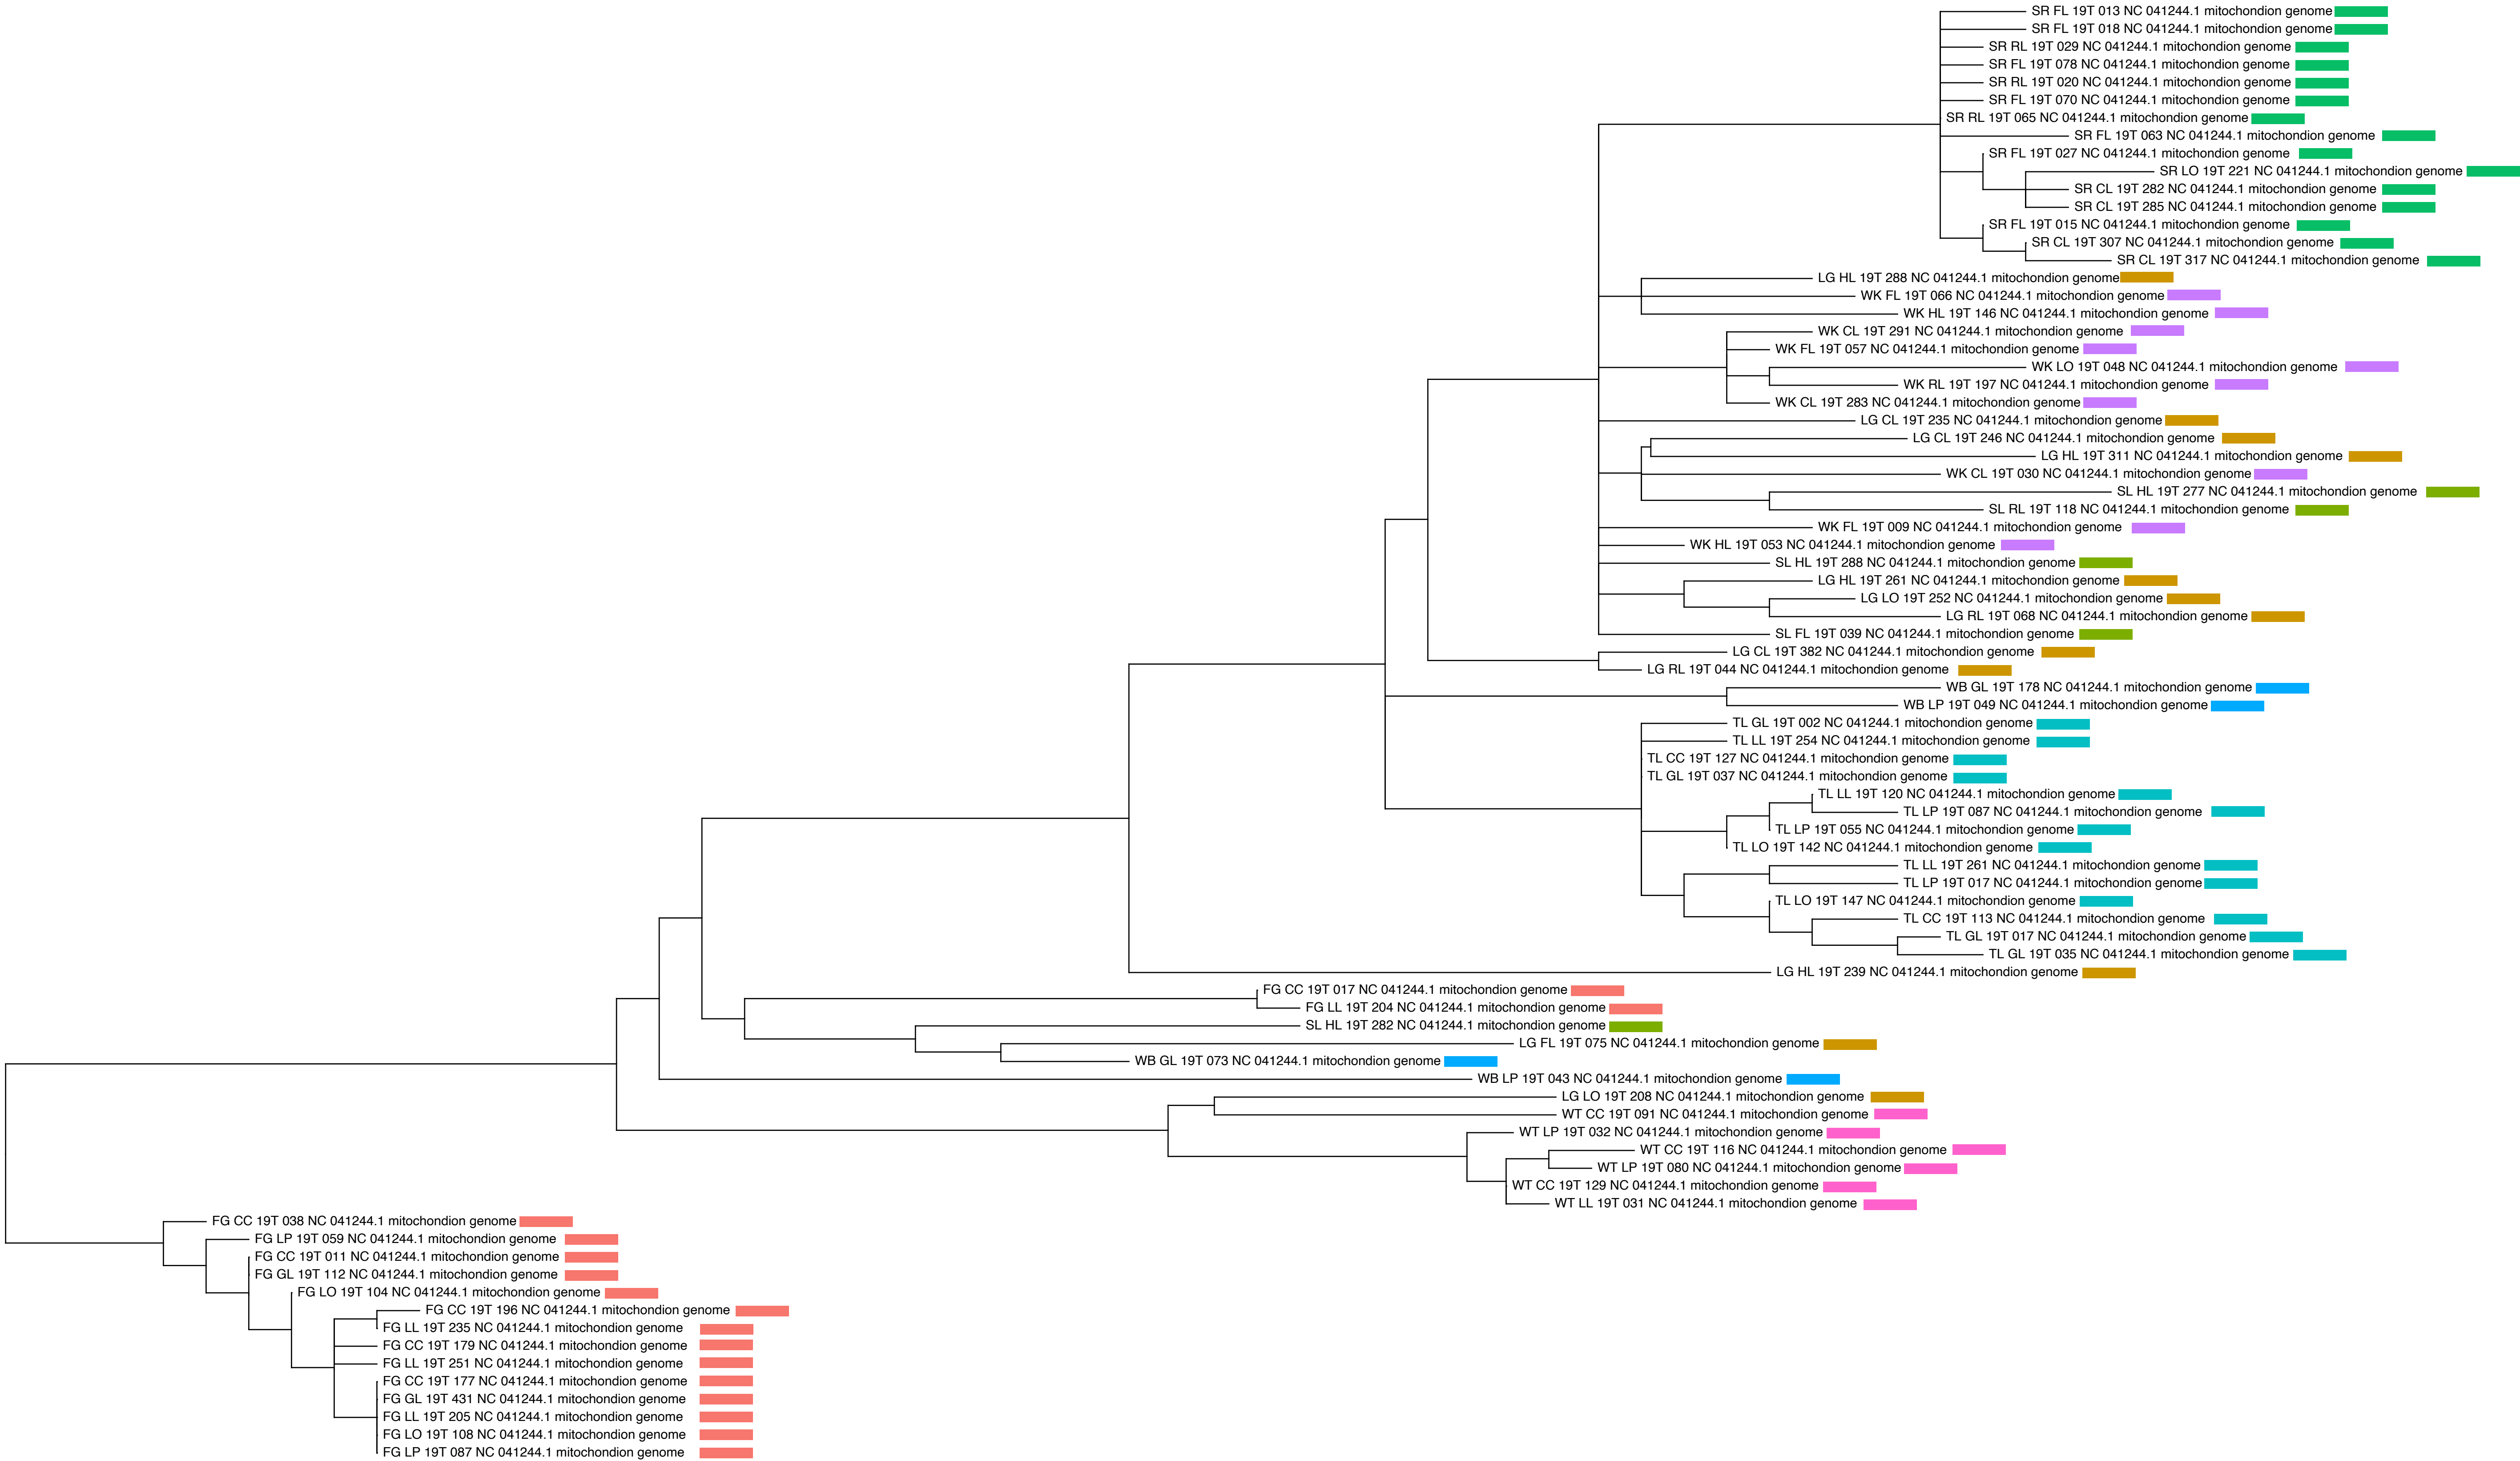 SR FL 19T 013 NC 041244.1 mitochondion genome
SR FL 19T 018 NC 041244.1 mitochondion genome
SR RL 19T 029 NC 041244.1 mitochondion genome
SR FL 19T 078 NC 041244.1 mitochondion genome
SR RL 19T 020 NC 041244.1 mitochondion genome
SR FL 19T 070 NC 041244.1 mitochondion genome
SR RL 19T 065 NC 041244.1 mitochondion genome
SR FL 19T 063 NC 041244.1 mitochondion genome
SR FL 19T 027 NC 041244.1 mitochondion genome
SR LO 19T 221 NC 041244.1 mitochondion genome
SR CL 19T 282 NC 041244.1 mitochondion genome
SR CL 19T 285 NC 041244.1 mitochondion genome
SR FL 19T 015 NC 041244.1 mitochondion genome
SR CL 19T 307 NC 041244.1 mitochondion genome
SR CL 19T 317 NC 041244.1 mitochondion genome
LG HL 19T 288 NC 041244.1 mitochondion genome
WK FL 19T 066 NC 041244.1 mitochondion genome
WK HL 19T 146 NC 041244.1 mitochondion genome
WK CL 19T 291 NC 041244.1 mitochondion genome
WK FL 19T 057 NC 041244.1 mitochondion genome
WK LO 19T 048 NC 041244.1 mitochondion genome
WK RL 19T 197 NC 041244.1 mitochondion genome
WK CL 19T 283 NC 041244.1 mitochondion genome
LG CL 19T 235 NC 041244.1 mitochondion genome
LG CL 19T 246 NC 041244.1 mitochondion genome
LG HL 19T 311 NC 041244.1 mitochondion genome
WK CL 19T 030 NC 041244.1 mitochondion genome
SL HL 19T 277 NC 041244.1 mitochondion genome
SL RL 19T 118 NC 041244.1 mitochondion genome
WK FL 19T 009 NC 041244.1 mitochondion genome
WK HL 19T 053 NC 041244.1 mitochondion genome
SL HL 19T 288 NC 041244.1 mitochondion genome
LG HL 19T 261 NC 041244.1 mitochondion genome
LG LO 19T 252 NC 041244.1 mitochondion genome
LG RL 19T 068 NC 041244.1 mitochondion genome
SL FL 19T 039 NC 041244.1 mitochondion genome
LG CL 19T 382 NC 041244.1 mitochondion genome
LG RL 19T 044 NC 041244.1 mitochondion genome
WB GL 19T 178 NC 041244.1 mitochondion genome
WB LP 19T 049 NC 041244.1 mitochondion genome
TL GL 19T 002 NC 041244.1 mitochondion genome
TL LL 19T 254 NC 041244.1 mitochondion genome
TL CC 19T 127 NC 041244.1 mitochondion genome
TL GL 19T 037 NC 041244.1 mitochondion genome
TL LL 19T 120 NC 041244.1 mitochondion genome
TL LP 19T 087 NC 041244.1 mitochondion genome
TL LP 19T 055 NC 041244.1 mitochondion genome
TL LO 19T 142 NC 041244.1 mitochondion genome
TL LL 19T 261 NC 041244.1 mitochondion genome
TL LP 19T 017 NC 041244.1 mitochondion genome
TL LO 19T 147 NC 041244.1 mitochondion genome
TL CC 19T 113 NC 041244.1 mitochondion genome
TL GL 19T 017 NC 041244.1 mitochondion genome
TL GL 19T 035 NC 041244.1 mitochondion genome
LG HL 19T 239 NC 041244.1 mitochondion genome
FG CC 19T 017 NC 041244.1 mitochondion genome
FG LL 19T 204 NC 041244.1 mitochondion genome
SL HL 19T 282 NC 041244.1 mitochondion genome
LG FL 19T 075 NC 041244.1 mitochondion genome
WB GL 19T 073 NC 041244.1 mitochondion genome
WB LP 19T 043 NC 041244.1 mitochondion genome
LG LO 19T 208 NC 041244.1 mitochondion genome
WT CC 19T 091 NC 041244.1 mitochondion genome
WT LP 19T 032 NC 041244.1 mitochondion genome
WT CC 19T 116 NC 041244.1 mitochondion genome
WT LP 19T 080 NC 041244.1 mitochondion genome
WT CC 19T 129 NC 041244.1 mitochondion genome
WT LL 19T 031 NC 041244.1 mitochondion genome
FG CC 19T 038 NC 041244.1 mitochondion genome
FG LP 19T 059 NC 041244.1 mitochondion genome
FG CC 19T 011 NC 041244.1 mitochondion genome
FG GL 19T 112 NC 041244.1 mitochondion genome
FG LO 19T 104 NC 041244.1 mitochondion genome
FG CC 19T 196 NC 041244.1 mitochondion genome
FG LL 19T 235 NC 041244.1 mitochondion genome
FG CC 19T 179 NC 041244.1 mitochondion genome
FG LL 19T 251 NC 041244.1 mitochondion genome
FG CC 19T 177 NC 041244.1 mitochondion genome
FG GL 19T 431 NC 041244.1 mitochondion genome
FG LL 19T 205 NC 041244.1 mitochondion genome
FG LO 19T 108 NC 041244.1 mitochondion genome
FG LP 19T 087 NC 041244.1 mitochondion genome